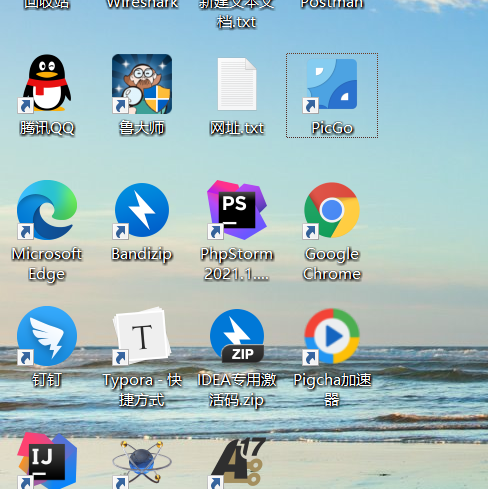 回收站
Wireshark
新建文本文
档.txt
Postman
腾讯QQ
鲁大师
网址.txt
PicGo
Microsoft
Edge
Bandizip
PS
PhpStorm
2021.1....
Google
Chrome
钉钉
T
Typora - 快
捷方式
ZIP
IDEA专用激
活码.zip
Pigcha加速
器
IJ
A17